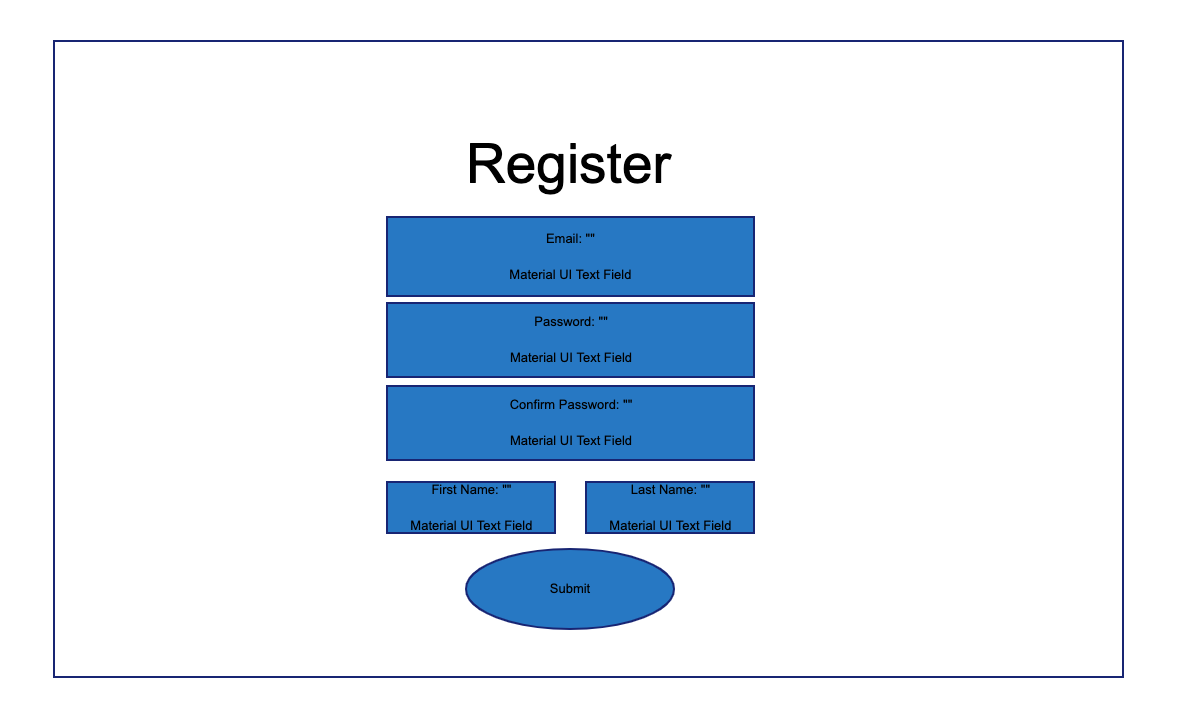 Register
Email: ""
Material UI Text Field
Password: ""
Material UI Text Field
Confirm Password: ""
Material UI Text Field
First Name: ""
Material UI Text Field
Last Name: ""
Material UI Text Field
Submit